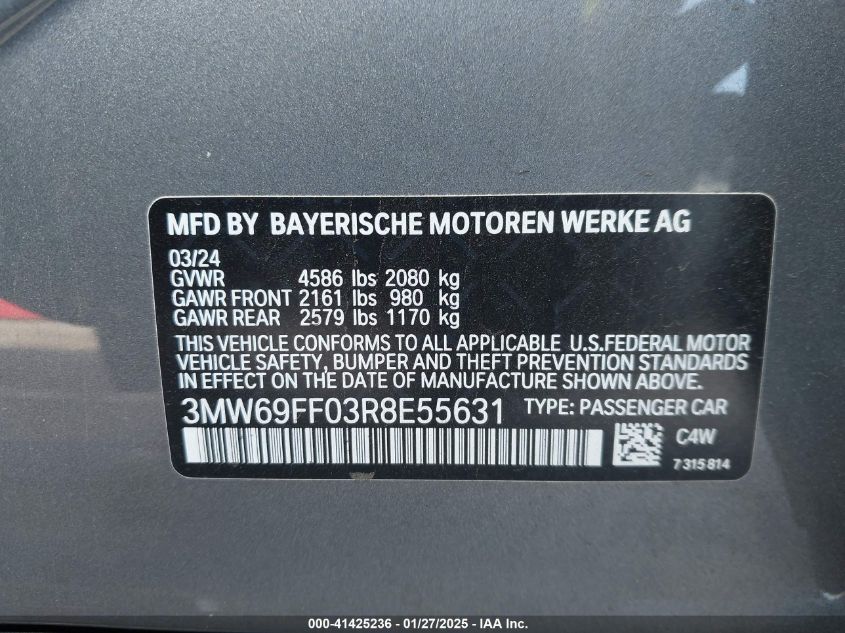 MFD BY BAYERISCHE MOTOREN WERKE AG
03/24
GVWR 4586 lbs 2080 kg
GAWR FRONT 2161 lbs 980 kg
GAWR REAR 2579 lbs 1170 kg
THIS VEHICLE CONFORMS TO ALL APPLICABLE U.S.FEDERAL MOTOR
VEHICLE SAFETY, BUMPER AND THEFT PREVENTION STANDARDS
IN EFFECT ON THE DATE OF MANUFACTURE SHOWN ABOVE.
3MW69FF03R8E55631 TYPE: PASSENGER CAR
C4W
7 315 814
000-41425236 - 01/27/2025 - IAA Inc.